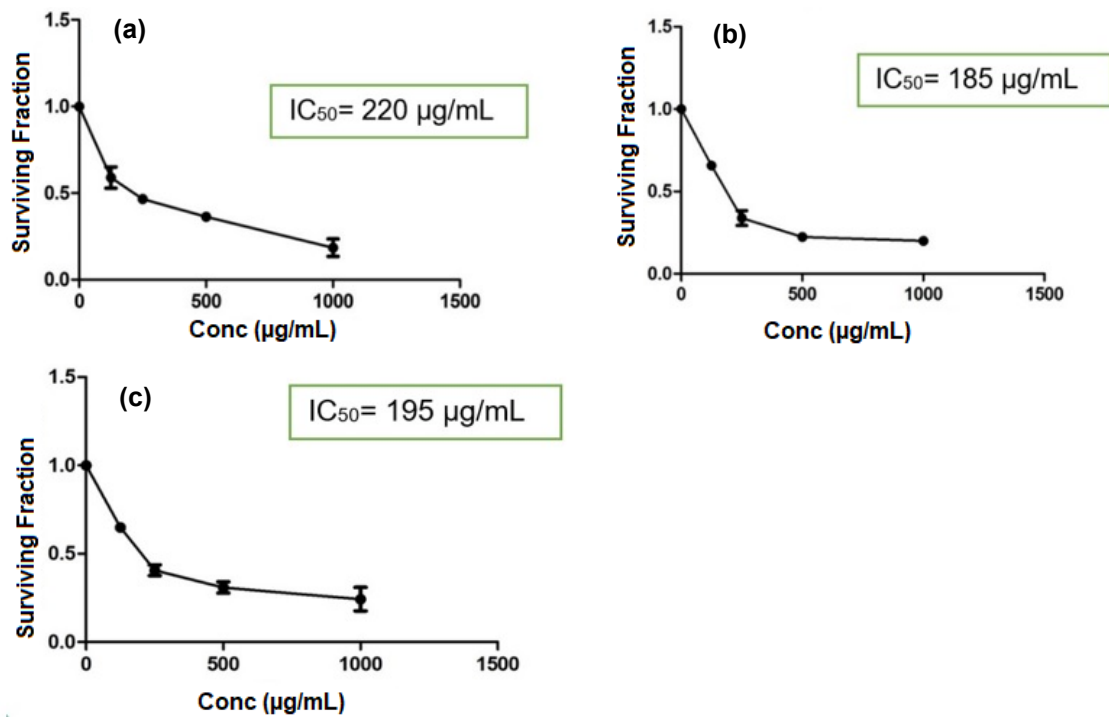 (a)
IC₅₀= 220 µg/mL
Surviving Fraction
1.5
1.0
0.5
0.0
0
500
1000
1500
Conc (µg/mL)
(b)
IC₅₀= 185 µg/mL
Surviving Fraction
1.5
1.0
0.5
0.0
0
500
1000
1500
Conc (µg/mL)
(c)
IC₅₀= 195 µg/mL
Surviving Fraction
1.5
1.0
0.5
0.0
0
500
1000
1500
Conc (µg/mL)